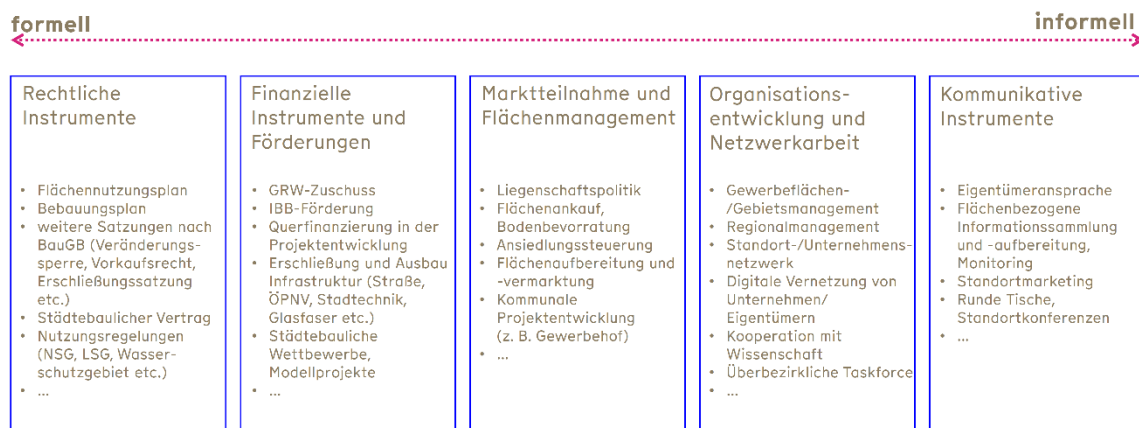 formell
informell
Rechtliche
Instrumente
• Flächennutzungsplan
• Bebauungsplan
• weitere Satzungen nach
BauGB (Veränderungs-
sperre, Vorkaufsrecht,
Erschließungssatzung
etc.)
• Städtebaulicher Vertrag
• Nutzungsregelungen
(NSG, LSG, Wasser-
schutzgebiet etc.)
• ...
Finanzielle
Instrumente und
Förderungen
• GRW-Zuschuss
• IBB-Förderung
• Querfinanzierung in der
Projektentwicklung
• Erschließung und Ausbau
Infrastruktur (Straße,
ÖPNV, Stadtechnik,
Glasfaser etc.)
• Städtebauliche
Wettbewerbe,
Modellprojekte
• ...
Marktteilnahme und
Flächenmanagement
• Liegenschaftspolitik
• Flächenankauf,
Bodenbevorratung
• Ansiedlungssteuerung
• Flächenaufbereitung und
-vermarktung
• Kommunale
Projektentwicklung
(z. B. Gewerbehof)
• ...
Organisations-
entwicklung und
Netzwerkarbeit
• Gewerbeflächen-
/Gebietsmanagement
• Regionalmanagement
• Standort-/Unternehmens-
netzwerk
• Digitale Vernetzung von
Unternehmen/
Eigentümern
• Kooperation mit
Wissenschaft
• Überbezirkliche Taskforce
• ...
Kommunikative
Instrumente
• Eigentümeransprache
• Flächenbezogene
Informationssammlung
und -aufbereitung,
Monitoring
• Standortmarketing
• Runde Tische,
Standortkonferenzen
• ...